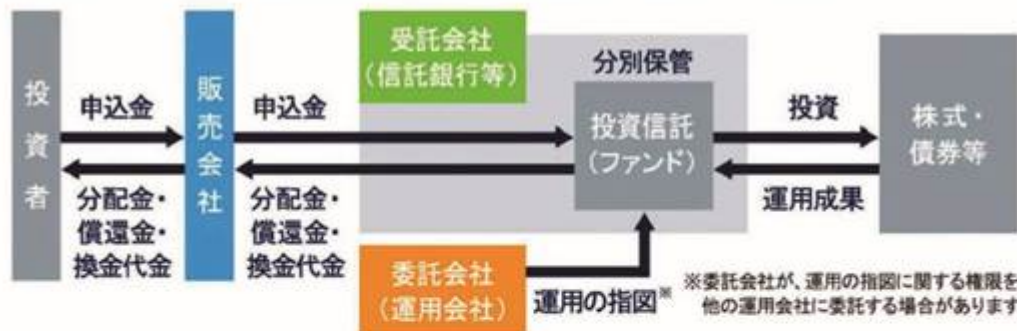 投資者
申込金
分配金・
償還金・
換金代金
販売会社
申込金
分配金・
償還金・
換金代金
受託会社
（信託銀行等）
分別保管
投資信託
（ファンド）
委託会社
（運用会社）
運用の指図※
投資
運用成果
株式・
債券等
※委託会社が、運用の指図に関する権限を
他の運用会社に委託する場合があります